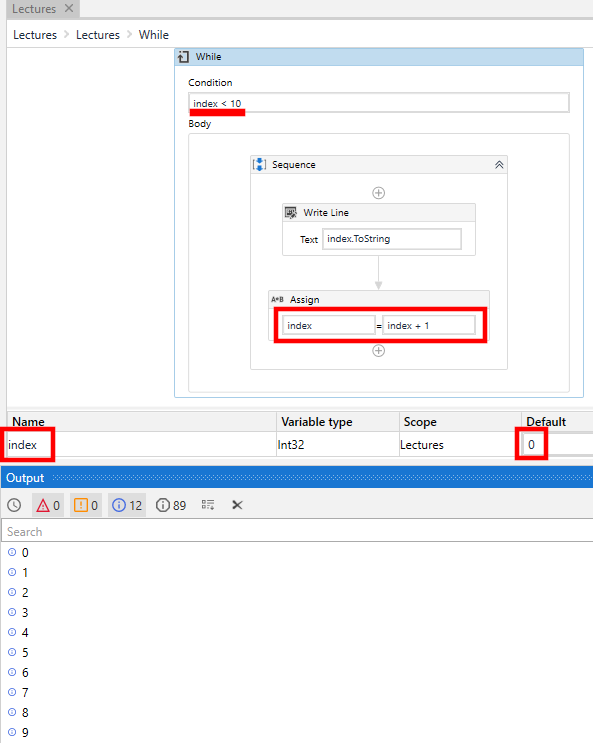 Lectures
Lectures Lectures While
While
Condition
index < 10
Body
Sequence
Write Line
Text index.ToString
A+B Assign
index = index + 1
Name Variable type Scope Default
index Int32 Lectures 0
Output
0 0 12 89
Search
0
1
2
3
4
5
6
7
8
9